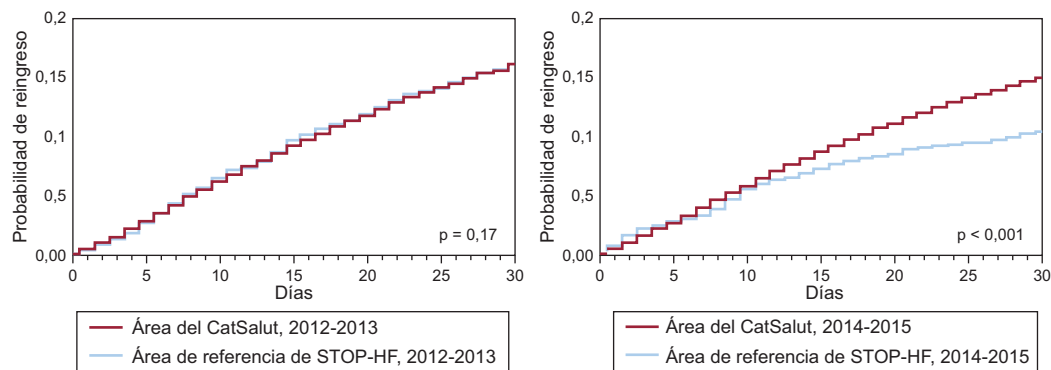 Probabilidad de reingreso
0,2
0,15
0,1
0,5
0,00
p = 0,17
0 5 10 15 20 25 30
Días
Área del CatSalut, 2012-2013
Área de referencia de STOP-HF, 2012-2013
Probabilidad de reingreso
0,2
0,15
0,1
0,5
0,00
p < 0,001
0 5 10 15 20 25 30
Días
Área del CatSalut, 2014-2015
Área de referencia de STOP-HF, 2014-2015